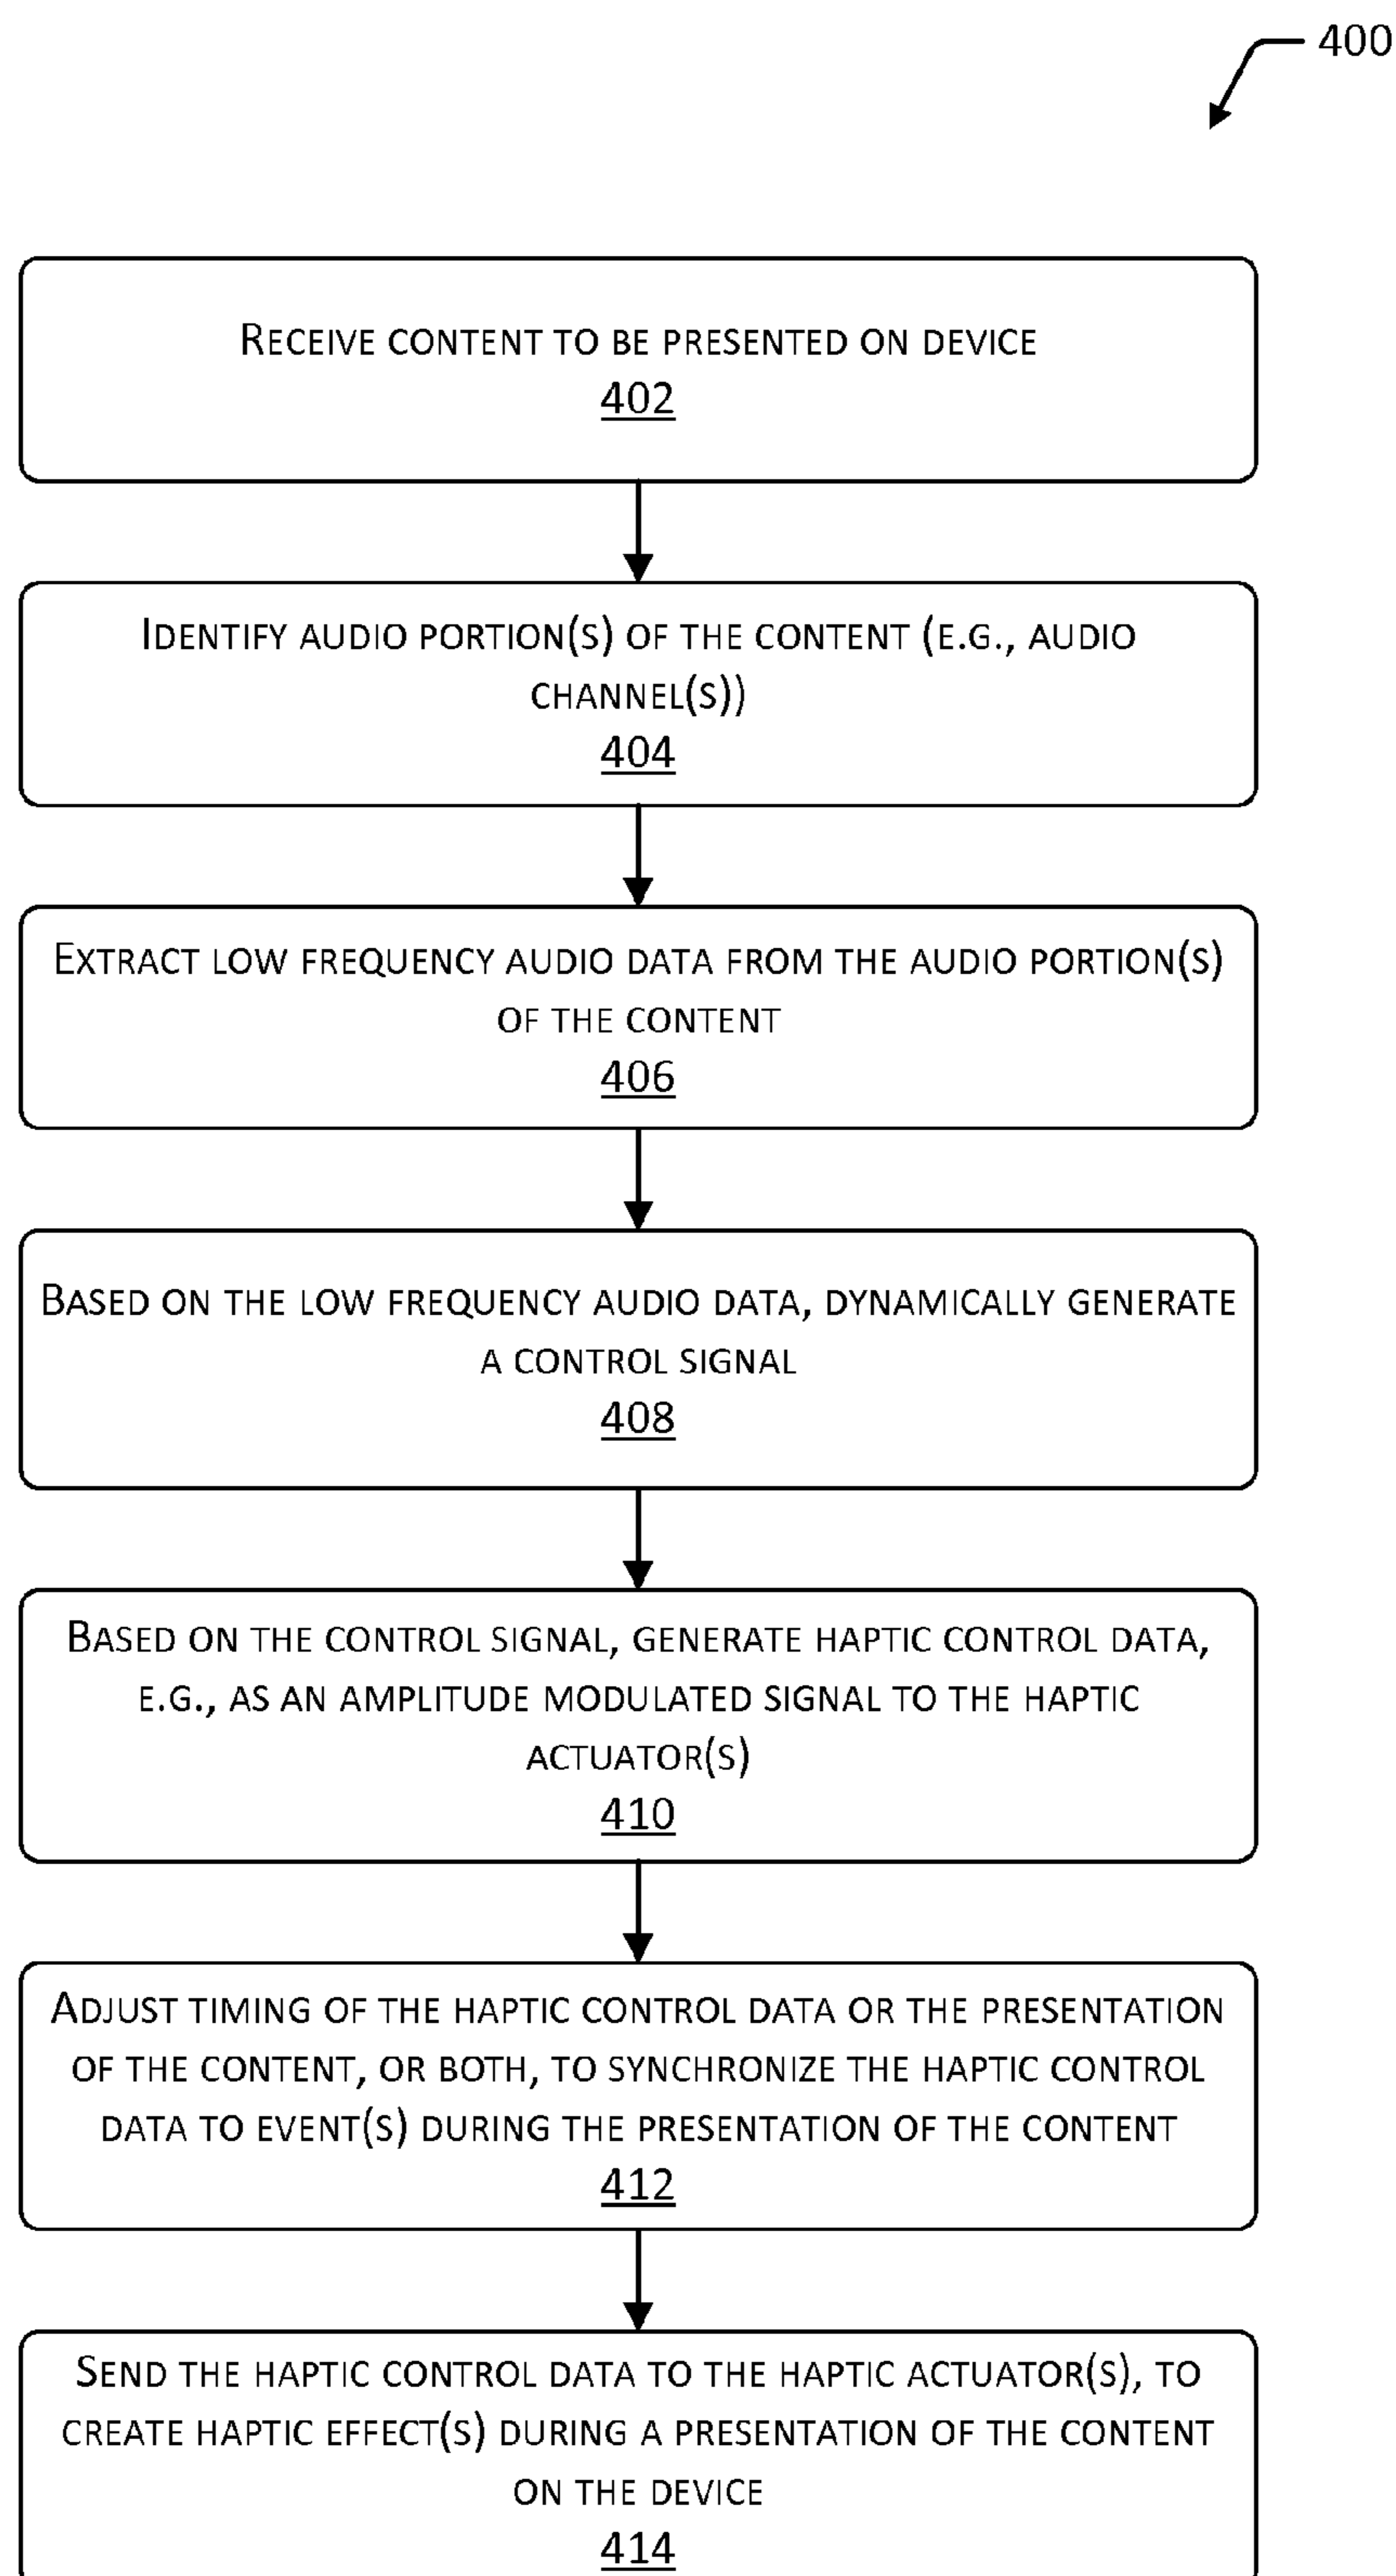 400
RECEIVE CONTENT TO BE PRESENTED ON DEVICE
402
IDENTIFY AUDIO PORTION(S) OF THE CONTENT (E.G., AUDIO
CHANNEL(S))
404
EXTRACT LOW FREQUENCY AUDIO DATA FROM THE AUDIO PORTION(S)
OF THE CONTENT
406
BASED ON THE LOW FREQUENCY AUDIO DATA, DYNAMICALLY GENERATE
A CONTROL SIGNAL
408
BASED ON THE CONTROL SIGNAL, GENERATE HAPTIC CONTROL DATA,
E.G., AS AN AMPLITUDE MODULATED SIGNAL TO THE HAPTIC
ACTUATOR(S)
410
ADJUST TIMING OF THE HAPTIC CONTROL DATA OR THE PRESENTATION
OF THE CONTENT, OR BOTH, TO SYNCHRONIZE THE HAPTIC CONTROL
DATA TO EVENT(S) DURING THE PRESENTATION OF THE CONTENT
412
SEND THE HAPTIC CONTROL DATA TO THE HAPTIC ACTUATOR(S), TO
CREATE HAPTIC EFFECT(S) DURING A PRESENTATION OF THE CONTENT
ON THE DEVICE
414